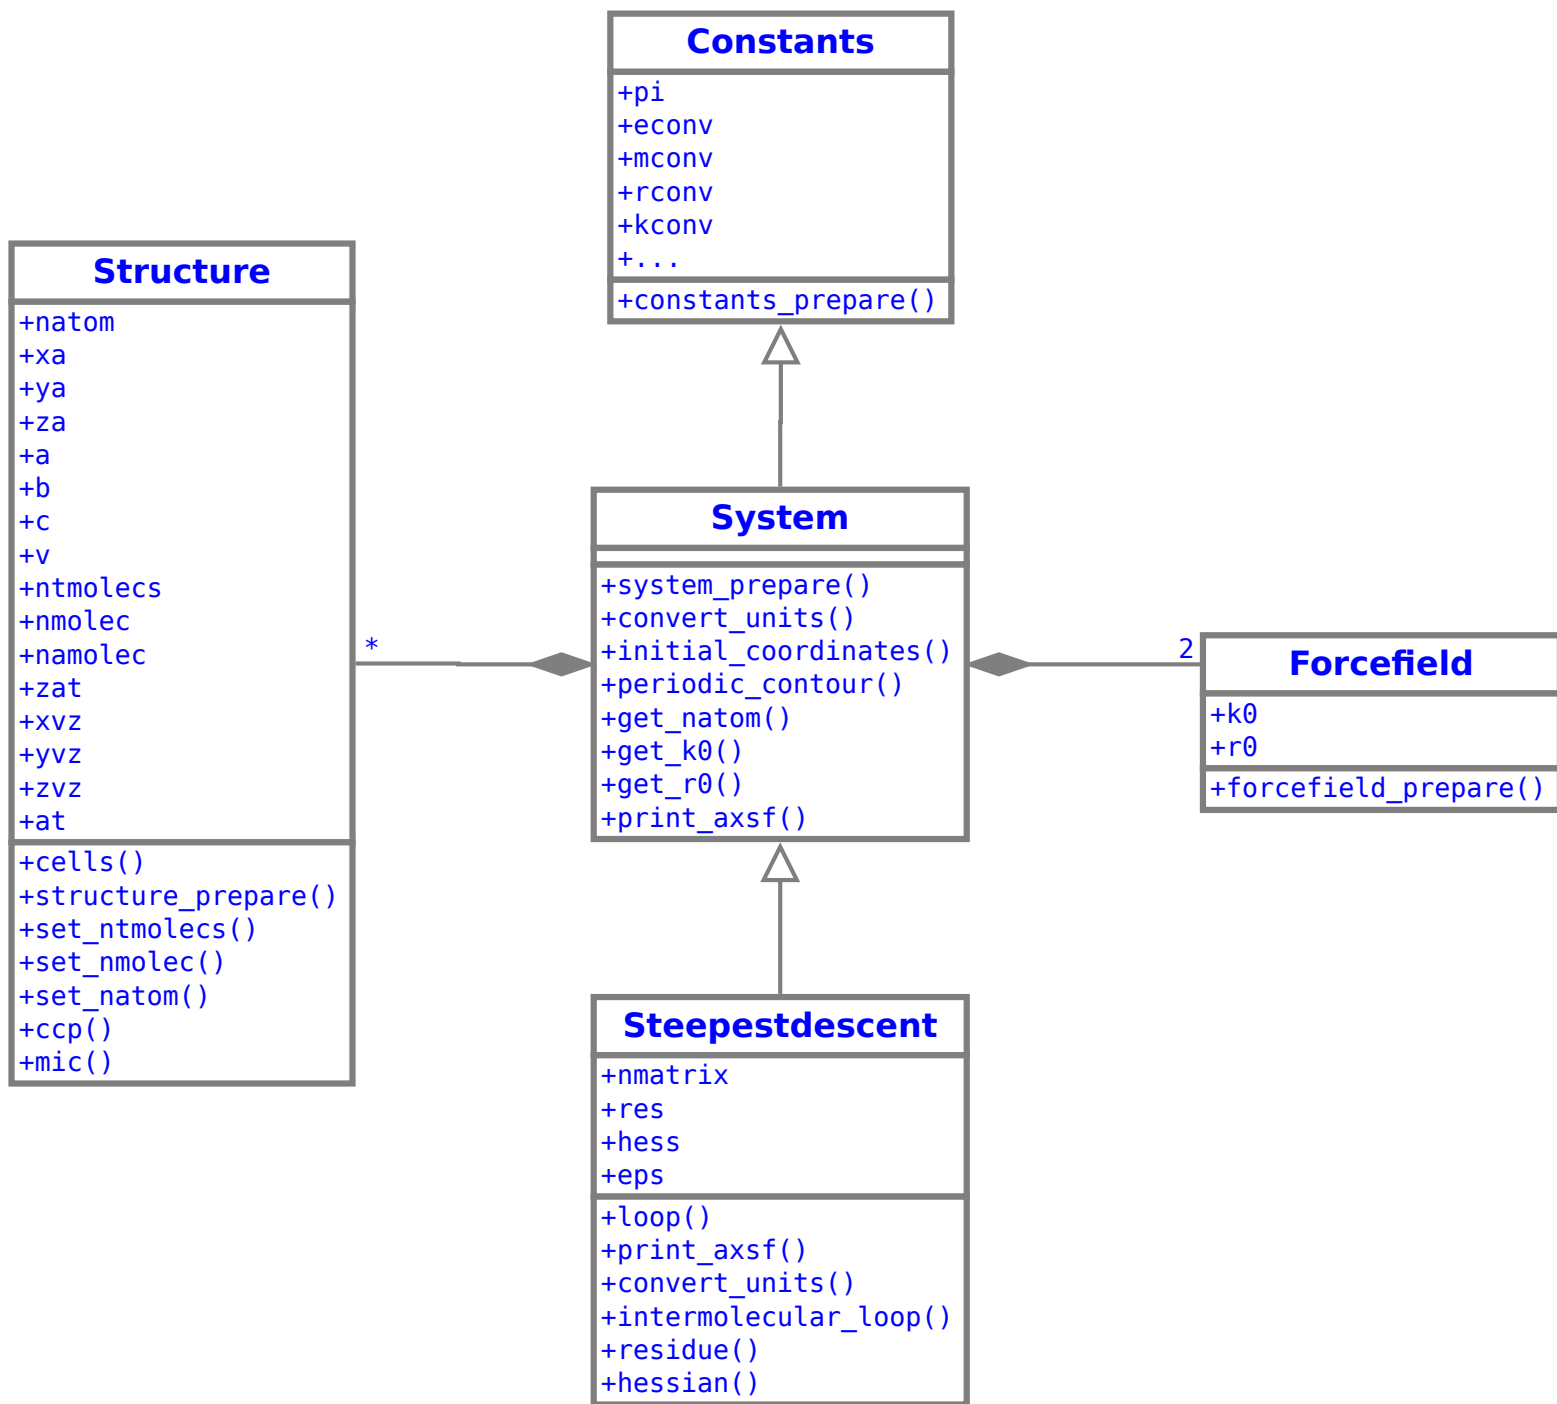 Constants
+pi
+econv
+mconv
+rconv
+kconv
+...
+constants_prepare()
Structure
+natom
+xa
+ya
+za
+a
+b
+c
+v
+ntmolecs
+nmolec
+namolec
+zat
+xvz
+yvz
+zvz
+at
+cells()
+structure_prepare()
+set_ntmolecs()
+set_nmolec()
+set_natom()
+ccp()
+mic()
*
System
+system_prepare()
+convert_units()
+initial_coordinates()
+periodic_contour()
+get_natom()
+get_k0()
+get_r0()
+print_axsf()
2
Forcefield
+k0
+r0
+forcefield_prepare()
Steepestdescent
+nmatrix
+res
+hess
+eps
+loop()
+print_axsf()
+convert_units()
+intermolecular_loop()
+residue()
+hessian()